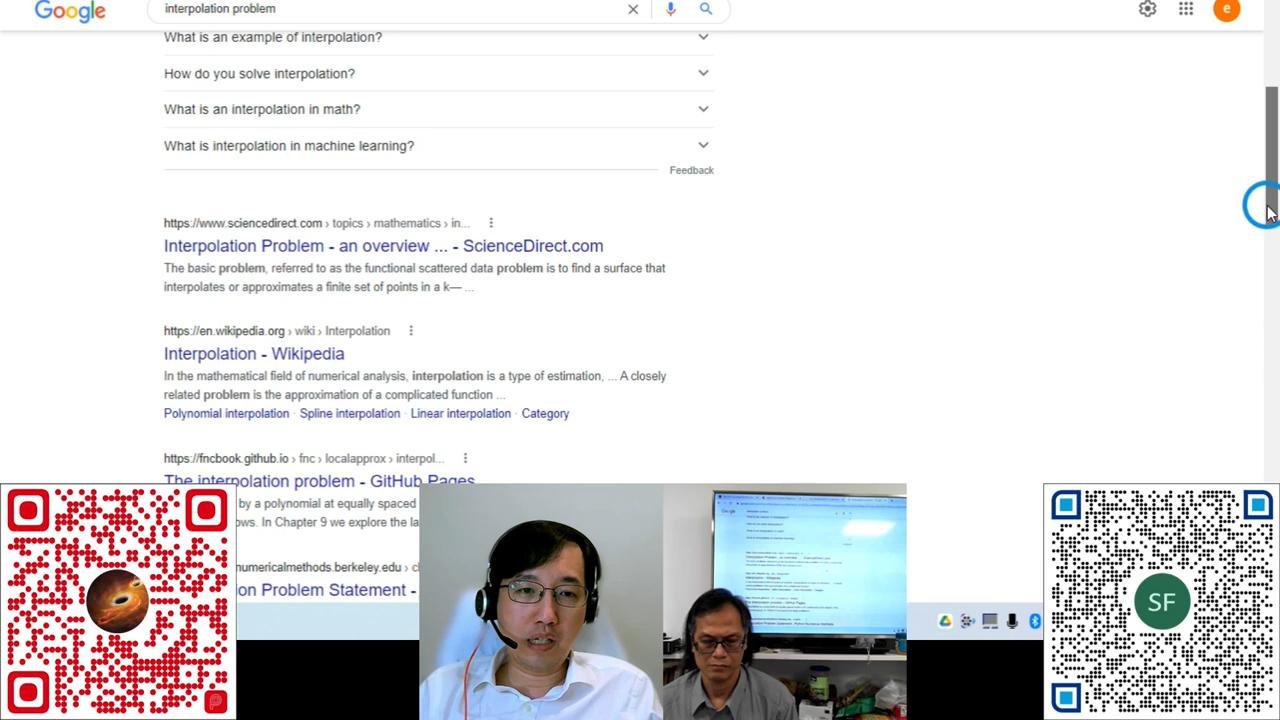 Google
interpolation problem
e
What is an example of interpolation?
How do you solve interpolation?
What is an interpolation in math?
What is interpolation in machine learning?
Feedback
https://www.sciencedirect.com › topics › mathematics › in...
Interpolation Problem - an overview ... - ScienceDirect.com
The basic problem, referred to as the functional scattered data problem is to find a surface that
interpolates or approximates a finite set of points in a k— ...
https://en.wikipedia.org › wiki › Interpolation
Interpolation - Wikipedia
In the mathematical field of numerical analysis, interpolation is a type of estimation, ... A closely
related problem is the approximation of a complicated function ...
Polynomial interpolation · Spline interpolation · Linear interpolation · Category
https://fncbook.github.io › fnc › localapprox › interpol...
The interpolation problem - GitHub Pages
by a polynomial at equally spaced
ows. In Chapter 9 we explore the la
numericalmethods.berkeley.edu › c
on Problem Statement -
SF